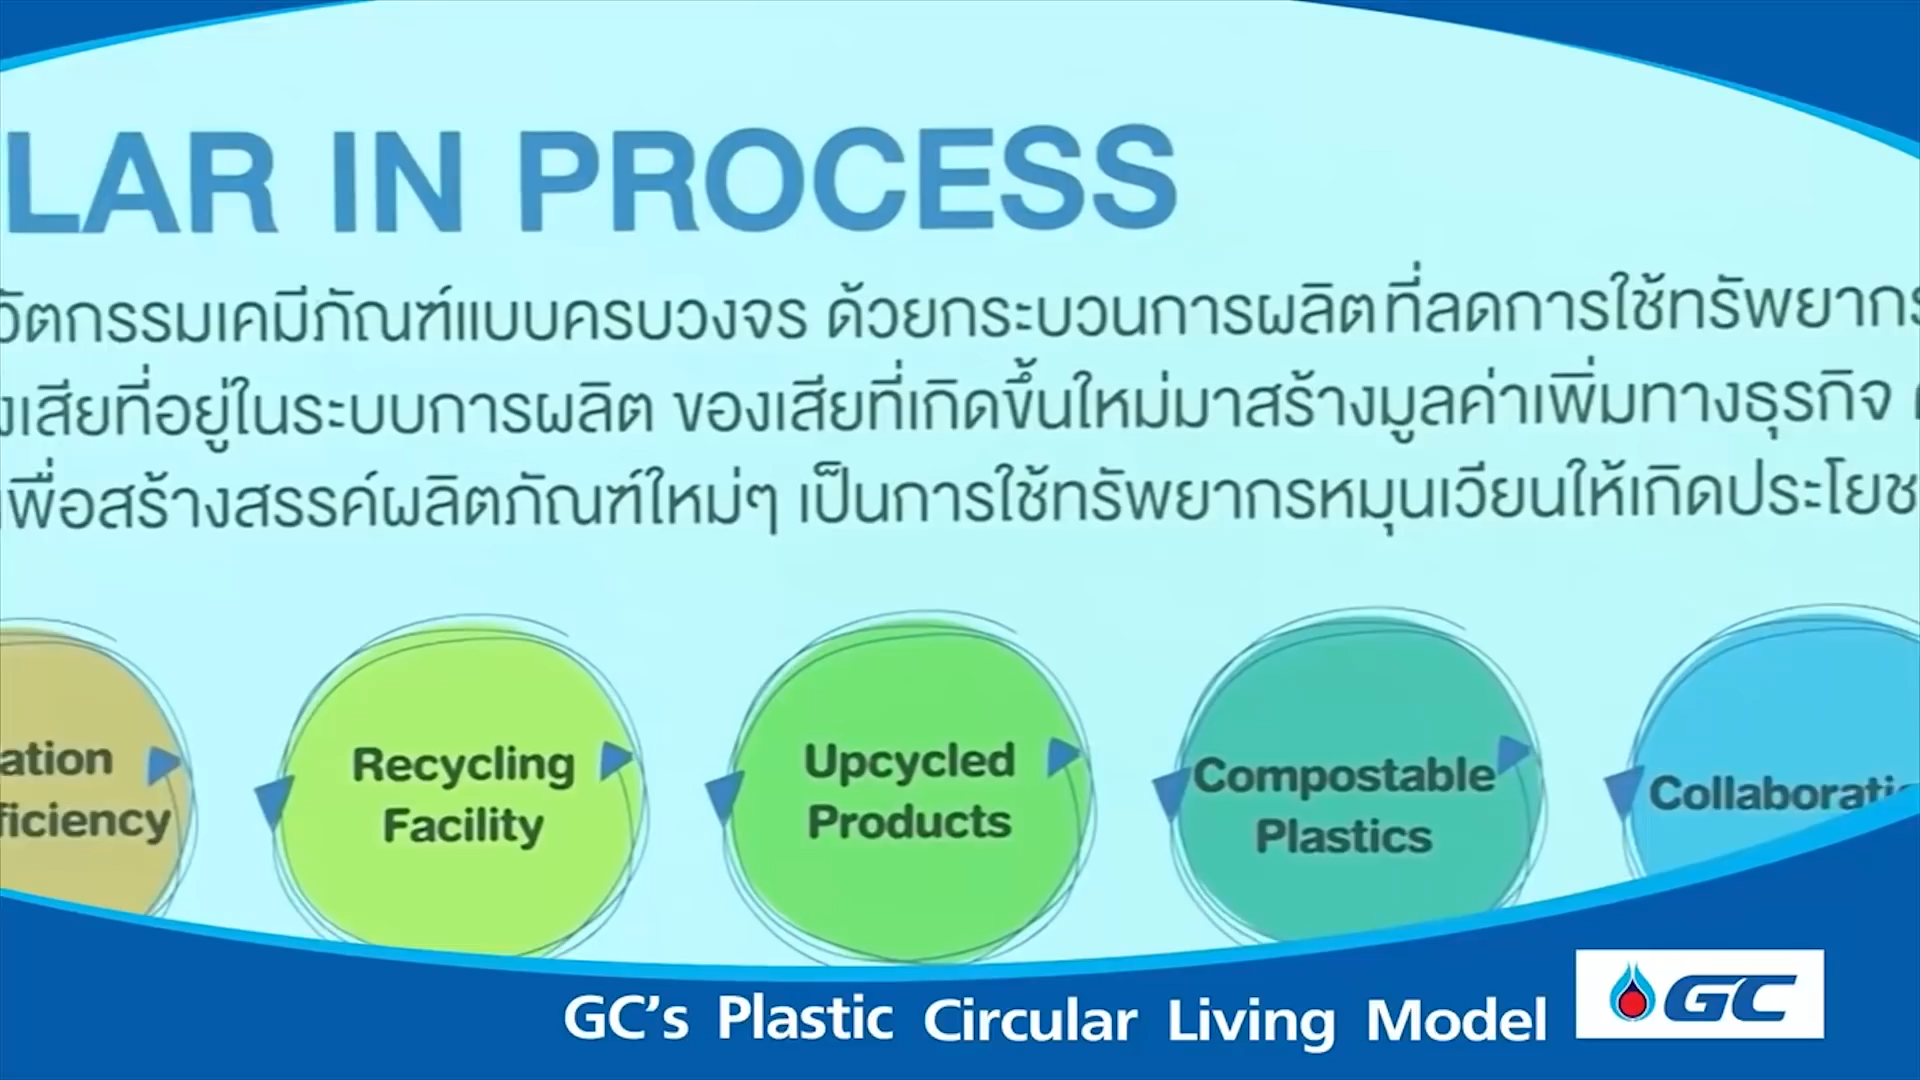 LAR IN PROCESS
วัตกรรมเคมีภัณฑ์แบบครบวงจร ด้วยกระบวนการผลิตที่ลดการใช้ทรัพยากร
งเสียที่อยู่ในระบบการผลิต ของเสียที่เกิดขึ้นใหม่มาสร้างมูลค่าเพิ่มทางธุรกิจ
เพื่อสร้างสรรค์ผลิตภัณฑ์ใหม่ๆ เป็นการใช้ทรัพยากรหมุนเวียนให้เกิดประโยช
ation
ficiency
Recycling
Facility
Upcycled
Products
Compostable
Plastics
Collaborati
GC's Plastic Circular Living Model
GC